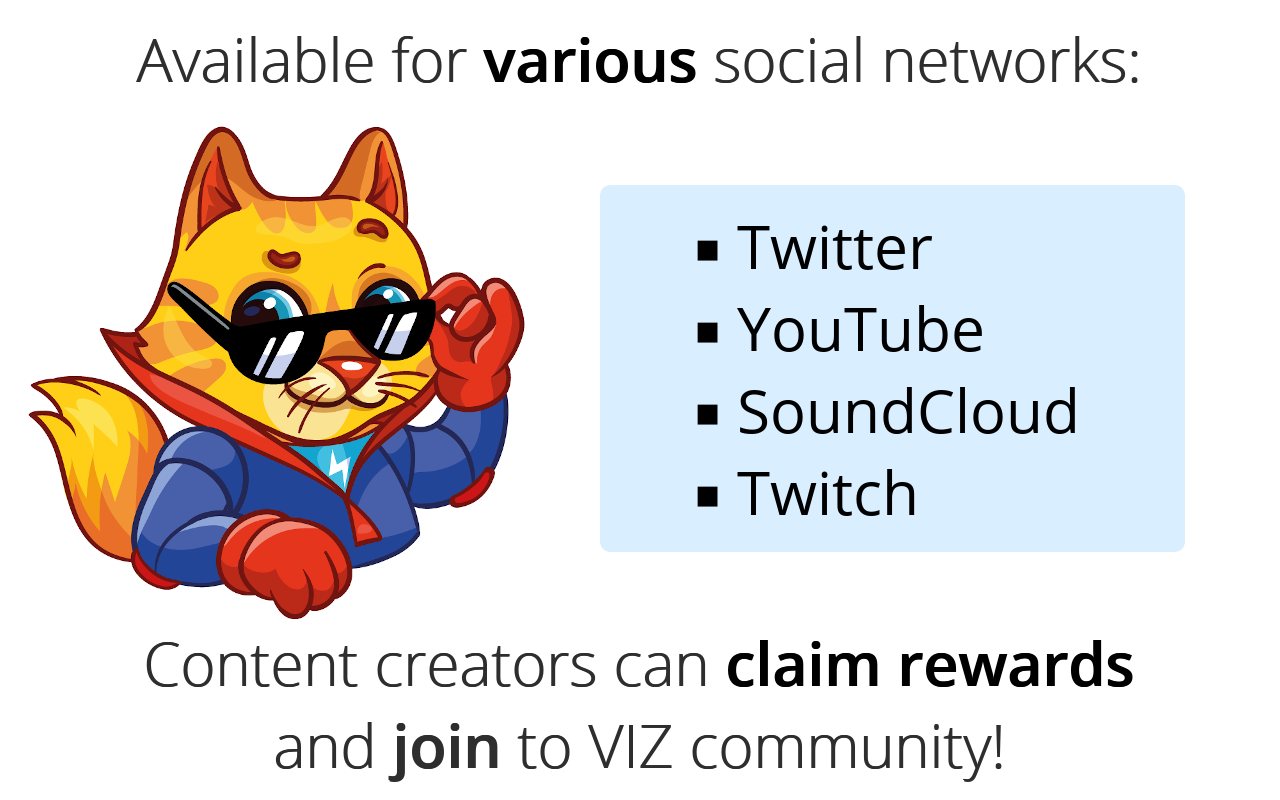 Available for various social networks:
▪ Twitter
▪ YouTube
▪ SoundCloud
▪ Twitch
Content creators can claim rewards
and join to VIZ community!